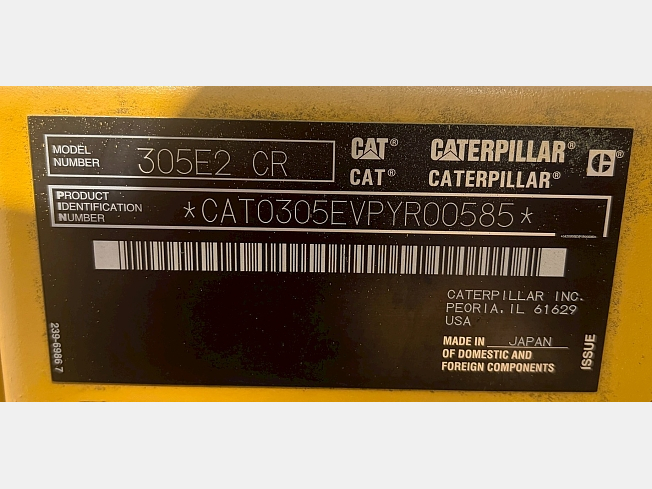 MODEL
NUMBER
305E2 CR
CAT® CATERPILLAR®
CAT® CATERPILLAR®
C®
PRODUCT
IDENTIFICATION
NUMBER
*CAT0305EVPYR00585*
CATERPILLAR INC.
PEORIA, IL 61629
USA
MADE IN JAPAN
OF DOMESTIC AND
FOREIGN COMPONENTS
ISSUE
239-6986 7